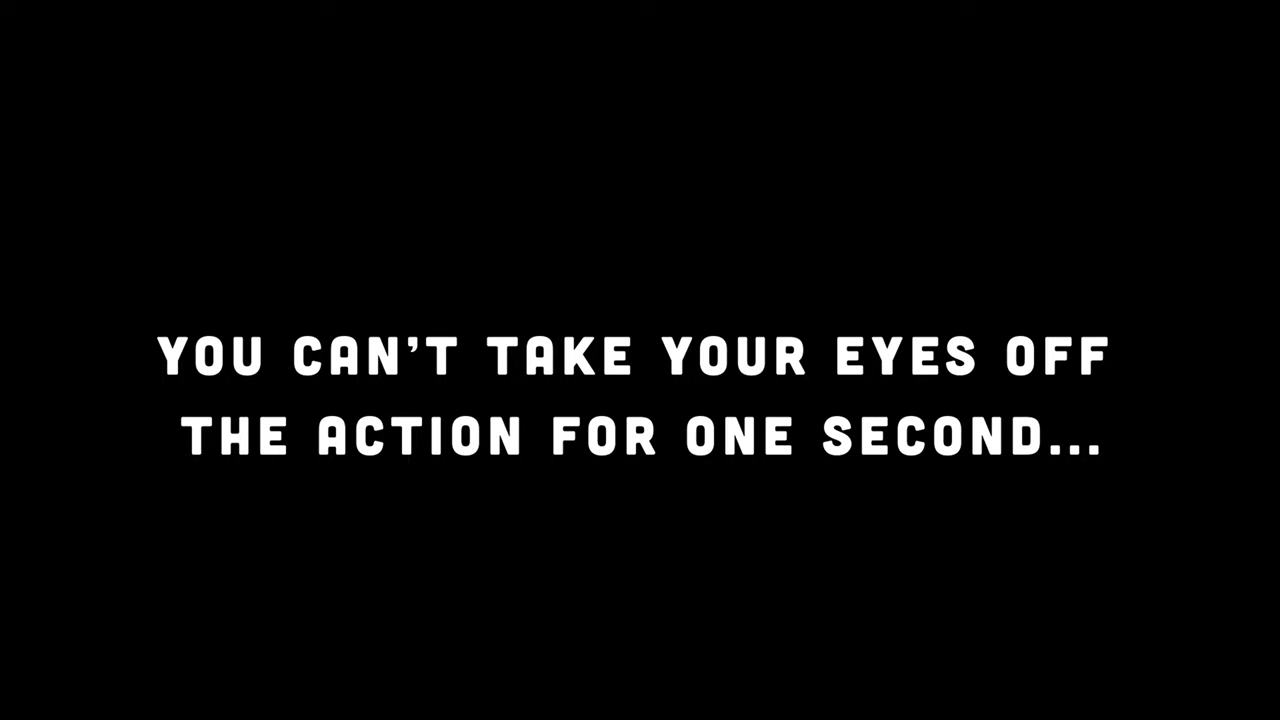 YOU CAN'T TAKE YOUR EYES OFF
THE ACTION FOR ONE SECOND...